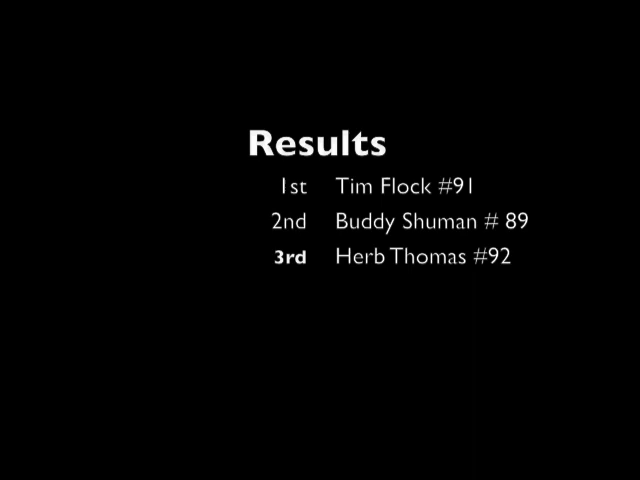 Results
1st Tim Flock #91
2nd Buddy Shuman # 89
3rd Herb Thomas #92